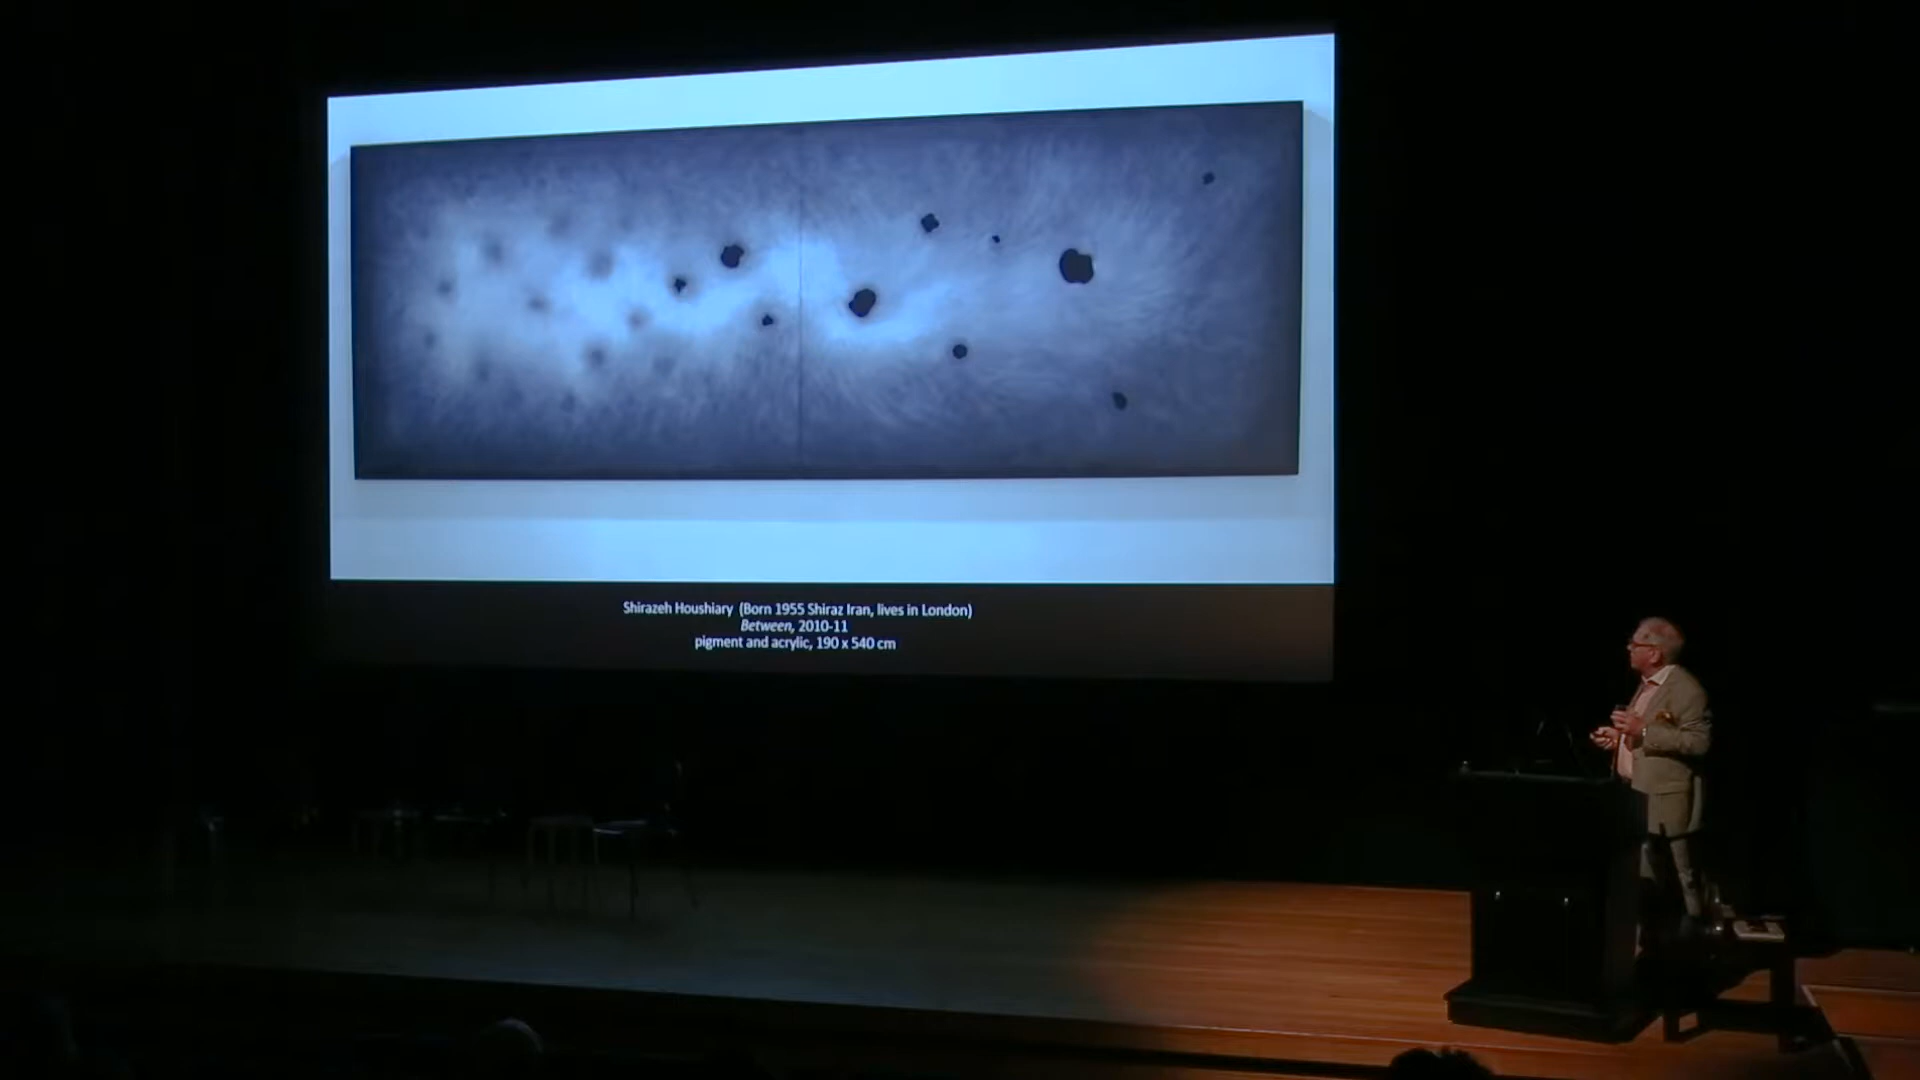 Shirazeh Houshiary (Born 1955 Shiraz Iran, lives in London)
Between, 2010-11
pigment and acrylic, 190 x 540 cm